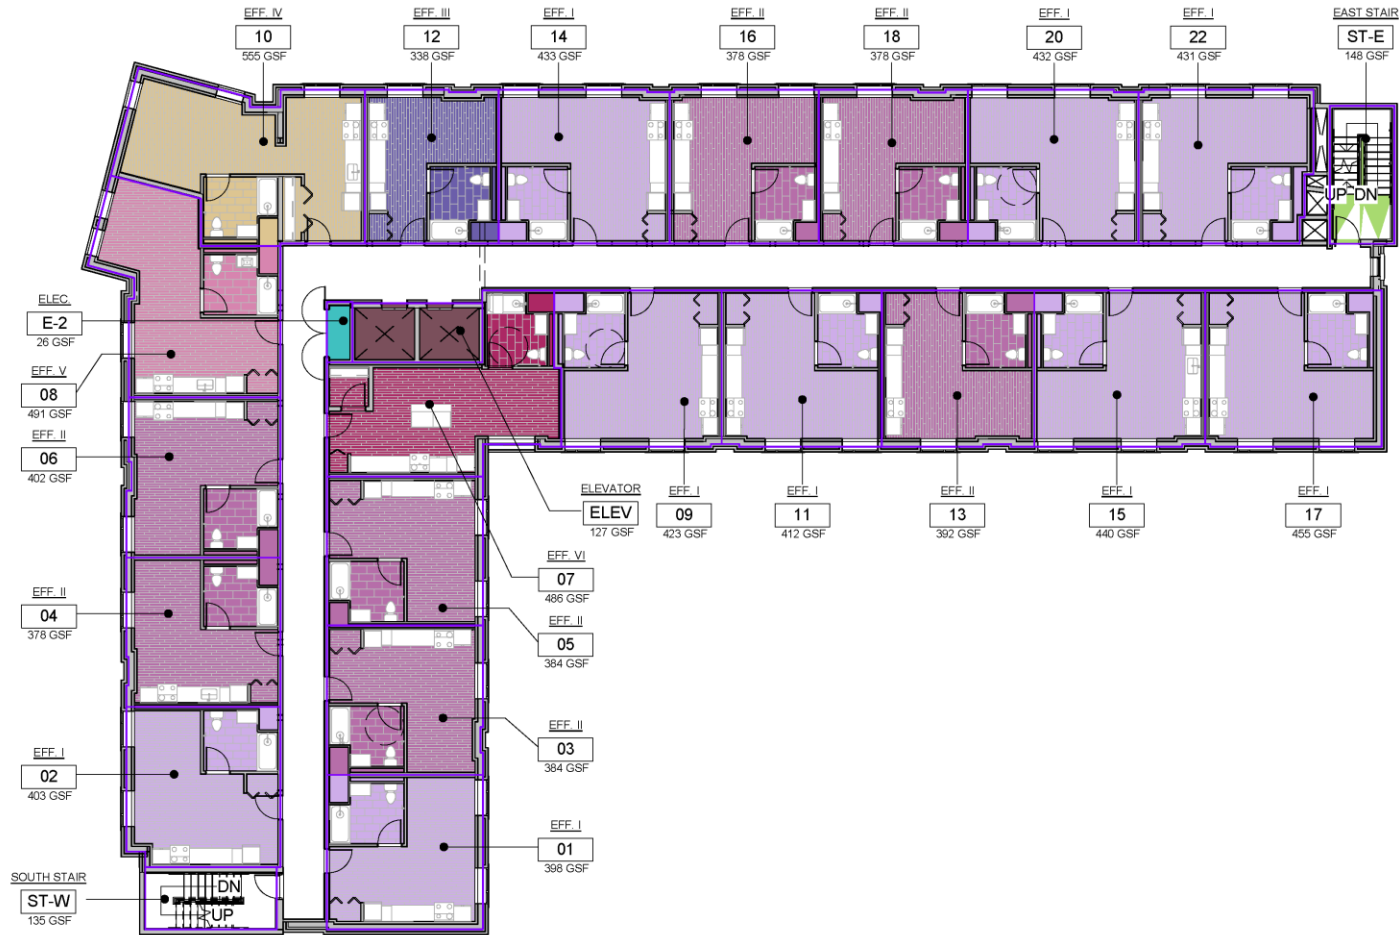 EFF. IV
10
555 GSF
EFF. III
12
338 GSF
EFF. I
14
433 GSF
EFF. II
16
378 GSF
EFF. II
18
378 GSF
EFF. I
20
432 GSF
EFF. I
22
431 GSF
EAST STAIR
ST-E
148 GSF
UP DN
ELEC.
E-2
26 GSF
EFF. V
08
491 GSF
EFF. II
06
402 GSF
ELEVATOR
ELEV
127 GSF
EFF. I
09
423 GSF
EFF. I
11
412 GSF
EFF. II
13
392 GSF
EFF. I
15
440 GSF
EFF. I
17
455 GSF
EFF. VI
07
486 GSF
EFF. II
04
378 GSF
EFF. II
05
384 GSF
EFF. II
03
384 GSF
EFF. I
02
403 GSF
EFF. I
01
398 GSF
SOUTH STAIR
ST-W
135 GSF
DN
UP